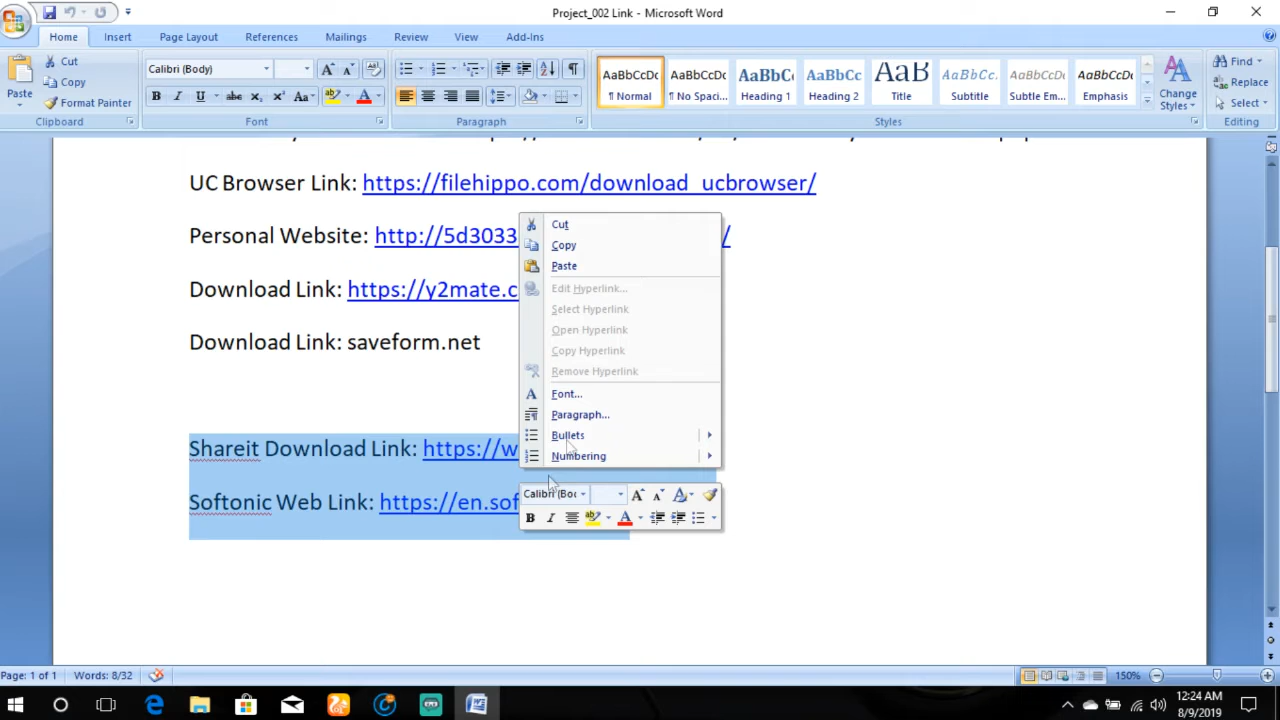 Project_002 Link - Microsoft Word
Home Insert Page Layout References Mailings Review View Add-Ins
Paste
Cut
Copy
Format Painter
Clipboard
Calibri (Body)
Font
Paragraph
AaBbCcDc ¶ Normal
AaBbCcDc ¶ No Spaci...
AaBbCc Heading 1
AaBbCc Heading 2
AaB Title
AaBbCc. Subtitle
AaBbCcDc Subtle Em...
AaBbCcDc Emphasis
Change Styles
Styles
Find
Replace
Select
Editing
UC Browser Link: https://filehippo.com/download_ucbrowser/
Personal Website: http://5d3033 /
Download Link: https://y2mate.c
Download Link: saveform.net
Shareit Download Link: https://w
Softonic Web Link: https://en.sof
Cut
Copy
Paste
Edit Hyperlink...
Select Hyperlink
Open Hyperlink
Copy Hyperlink
Remove Hyperlink
Font...
Paragraph...
Bullets
Numbering
Calibri (Boc
Page: 1 of 1 Words: 8/32 150%
12:24 AM
8/9/2019